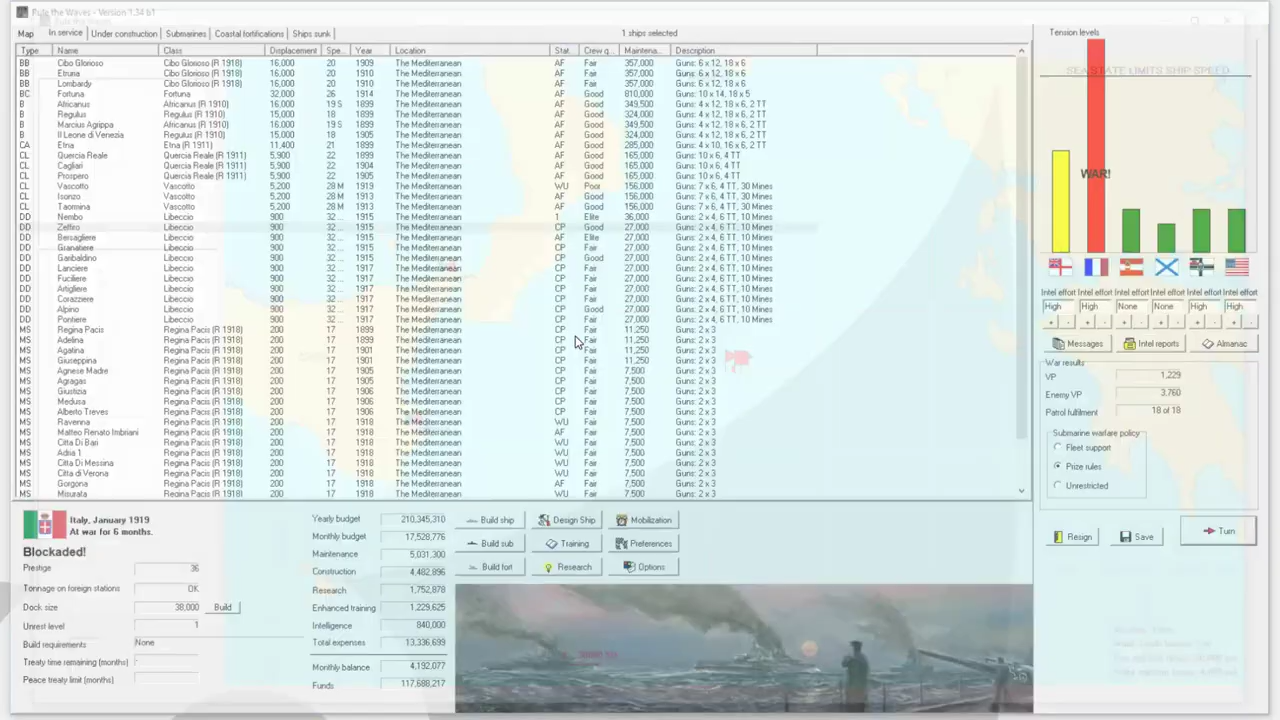 Rule the Waves - Version 1.34 b1
Map In service Under construction Submarines Coastal fortifications Ships sunk 1 ships selected
Type Name Class Displacement Spe... Year Location Stat. Crew q... Maintena... Description
BB Cibo Glorioso Cibo Glorioso (R 1918) 16,000 20 1909 The Mediterranean AF Fair 357,000 Guns: 6 x 12, 18 x 6
BB Etruria Cibo Glorioso (R 1918) 16,000 20 1910 The Mediterranean AF Fair 357,000 Guns: 6 x 12, 18 x 6
BB Lombardy Cibo Glorioso (R 1918) 16,000 20 1910 The Mediterranean AF Fair 357,000 Guns: 6 x 12, 18 x 6
BC Fortuna Fortuna 32,000 26 1914 The Mediterranean AF Good 810,000 Guns: 10 x 14, 18 x 5
B Africanus Africanus (R 1910) 16,000 19 S 1899 The Mediterranean AF Good 349,500 Guns: 4 x 12, 18 x 6, 2 TT
B Regulus Regulus (R 1910) 15,000 18 1899 The Mediterranean AF Good 324,000 Guns: 4 x 12, 18 x 6
B Marcius Agrippa Africanus (R 1910) 16,000 19 S 1899 The Mediterranean AF Good 349,500 Guns: 4 x 12, 18 x 6, 2 TT
B Il Leone di Venezia Regulus (R 1910) 15,000 18 1905 The Mediterranean AF Good 324,000 Guns: 4 x 12, 18 x 6
CA Etna Etna (R 1911) 11,400 21 1899 The Mediterranean AF Good 285,000 Guns: 4 x 10, 16 x 6, 2 TT
CL Quercia Reale Quercia Reale (R 1911) 5,900 22 1899 The Mediterranean AF Good 165,000 Guns: 10 x 6, 4 TT
CL Cagliari Quercia Reale (R 1911) 5,900 22 1904 The Mediterranean AF Good 165,000 Guns: 10 x 6, 4 TT
CL Prospero Quercia Reale (R 1911) 5,900 22 1905 The Mediterranean AF Good 165,000 Guns: 10 x 6, 4 TT
CL Vascotto Vascotto 5,200 28 M 1919 The Mediterranean WU Poor 156,000 Guns: 7 x 6, 4 TT, 30 Mines
CL Isonzo Vascotto 5,200 28 M 1913 The Mediterranean AF Good 156,000 Guns: 7 x 6, 4 TT, 30 Mines
CL Taormina Vascotto 5,200 28 M 1913 The Mediterranean AF Good 156,000 Guns: 7 x 6, 4 TT, 30 Mines
DD Nembo Libeccio 900 32 ... 1915 The Mediterranean 1 Elite 36,000 Guns: 2 x 4, 6 TT, 10 Mines
DD Zelfiro Libeccio 900 32 ... 1915 The Mediterranean CP Good 27,000 Guns: 2 x 4, 6 TT, 10 Mines
DD Bersagliere Libeccio 900 32 ... 1915 The Mediterranean AF Elite 27,000 Guns: 2 x 4, 6 TT, 10 Mines
DD Granatiere Libeccio 900 32 ... 1915 The Mediterranean CP Fair 27,000 Guns: 2 x 4, 6 TT, 10 Mines
DD Garibaldino Libeccio 900 32 ... 1915 The Mediterranean CP Good 27,000 Guns: 2 x 4, 6 TT, 10 Mines
DD Lanciere Libeccio 900 32 ... 1917 The Mediterranean CP Fair 27,000 Guns: 2 x 4, 6 TT, 10 Mines
DD Fuciliere Libeccio 900 32 ... 1917 The Mediterranean CP Fair 27,000 Guns: 2 x 4, 6 TT, 10 Mines
DD Artigliere Libeccio 900 32 ... 1917 The Mediterranean CP Fair 27,000 Guns: 2 x 4, 6 TT, 10 Mines
DD Corazziere Libeccio 900 32 ... 1917 The Mediterranean CP Fair 27,000 Guns: 2 x 4, 6 TT, 10 Mines
DD Alpino Libeccio 900 32 ... 1917 The Mediterranean CP Good 27,000 Guns: 2 x 4, 6 TT, 10 Mines
DD Pontiere Libeccio 900 32 ... 1917 The Mediterranean CP Fair 27,000 Guns: 2 x 4, 6 TT, 10 Mines
MS Regina Pacis Regina Pacis (R 1918) 200 17 1899 The Mediterranean CP Fair 11,250 Guns: 2 x 3
MS Adelina Regina Pacis (R 1918) 200 17 1899 The Mediterranean CP Fair 11,250 Guns: 2 x 3
MS Agatina Regina Pacis (R 1918) 200 17 1901 The Mediterranean CP Fair 11,250 Guns: 2 x 3
MS Giuseppina Regina Pacis (R 1918) 200 17 1901 The Mediterranean CP Fair 11,250 Guns: 2 x 3
MS Agnese Madre Regina Pacis (R 1918) 200 17 1905 The Mediterranean CP Fair 7,500 Guns: 2 x 3
MS Agragas Regina Pacis (R 1918) 200 17 1905 The Mediterranean CP Fair 7,500 Guns: 2 x 3
MS Giustizia Regina Pacis (R 1918) 200 17 1906 The Mediterranean CP Fair 7,500 Guns: 2 x 3
MS Medusa Regina Pacis (R 1918) 200 17 1906 The Mediterranean CP Fair 7,500 Guns: 2 x 3
MS Alberto Treves Regina Pacis (R 1918) 200 17 1906 The Mediterranean CP Fair 7,500 Guns: 2 x 3
MS Ravenna Regina Pacis (R 1918) 200 17 1918 The Mediterranean WU Fair 7,500 Guns: 2 x 3
MS Matteo Renato Imbriani Regina Pacis (R 1918) 200 17 1918 The Mediterranean AF Fair 7,500 Guns: 2 x 3
MS Citta Di Bari Regina Pacis (R 1918) 200 17 1918 The Mediterranean WU Fair 7,500 Guns: 2 x 3
MS Adria 1 Regina Pacis (R 1918) 200 17 1918 The Mediterranean WU Fair 7,500 Guns: 2 x 3
MS Citta Di Messina Regina Pacis (R 1918) 200 17 1918 The Mediterranean WU Fair 7,500 Guns: 2 x 3
MS Citta di Verona Regina Pacis (R 1918) 200 17 1918 The Mediterranean WU Fair 7,500 Guns: 2 x 3
MS Gorgona Regina Pacis (R 1918) 200 17 1918 The Mediterranean AF Fair 7,500 Guns: 2 x 3
MS Misurata Regina Pacis (R 1918) 200 17 1918 The Mediterranean WU Fair 7,500 Guns: 2 x 3
Tension levels
SEA STATE LIMITS SHIP SPEED
WAR!
Intel effort Intel effort Intel effort Intel effort Intel effort Intel effort
High High None None High High
+ - + - + - + - + - + -
Messages Intel reports Almanac
War results
VP 1,229
Enemy VP 3,760
Patrol fulfilment 18 of 18
Submarine warfare policy
Fleet support
Prize rules
Unrestricted
Resign Save Turn
Italy, January 1919
At war for 6 months.
Blockaded!
Prestige 36
Tonnage on foreign stations OK
Dock size 38,000 Build
Unrest level 1
Build requirements None
Treaty time remaining (months) -
Peace treaty limit (months)
Yearly budget 210,345,310
Monthly budget 17,528,776
Maintenance 5,031,300
Construction 4,482,896
Research 1,752,878
Enhanced training 1,229,625
Intelligence 840,000
Total expenses 13,336,699
Monthly balance 4,192,077
Funds 117,688,217
Build ship Design Ship Mobilization
Build sub Training Preferences
Build fort Research Options